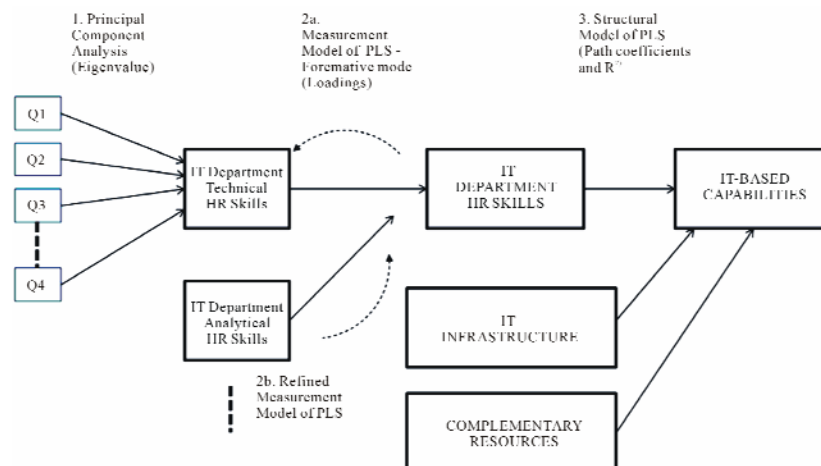 1. Principal
Component
Analysis
(Eigenvalue)
2a.
Measurement
Model of PLS -
Foremative mode
(Loadings)
3. Structural
Model of PLS
(Path coefficients
and R²)
Q1
Q2
Q3
Q4
IT Department
Technical
HR Skills
IT
DEPARTMENT
HR SKILLS
IT-BASED
CAPABILITIES
IT Department
Analytical
HR Skills
IT
INFRASTRUCTURE
2b. Refined
Measurement
Model of PLS
COMPLEMENTARY
RESOURCES